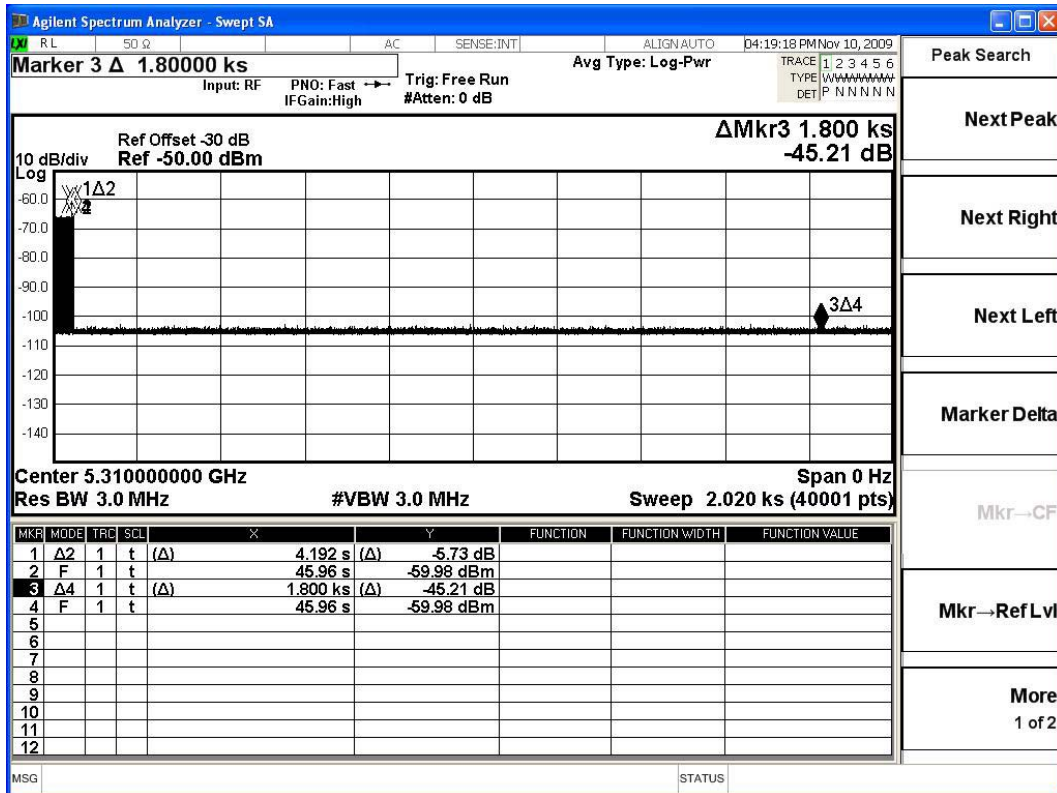 Agilent Spectrum Analyzer - Swept SA
LXI RL 50 Ω AC SENSE:INT ALIGN AUTO 04:19:18 PM Nov 10, 2009
Marker 3 Δ 1.80000 ks
Input: RF PNO: Fast IFGain:High
Trig: Free Run
#Atten: 0 dB
Avg Type: Log-Pwr
TRACE 1 2 3 4 5 6
TYPE WWWWWW
DET P N N N N N
ΔMkr3 1.800 ks
-45.21 dB
Ref Offset -30 dB
10 dB/div Ref -50.00 dBm
Log
-60.0
-70.0
-80.0
-90.0
-100
-110
-120
-130
-140
1Δ2
3Δ4
Center 5.310000000 GHz Span 0 Hz
Res BW 3.0 MHz #VBW 3.0 MHz Sweep 2.020 ks (40001 pts)
MKR MODE TRC SCL X Y FUNCTION FUNCTION WIDTH FUNCTION VALUE
1 Δ2 1 t (Δ) 4.192 s (Δ) -5.73 dB
2 F 1 t 45.96 s -59.98 dBm
3 Δ4 1 t (Δ) 1.800 ks (Δ) -45.21 dB
4 F 1 t 45.96 s -59.98 dBm
5
6
7
8
9
10
11
12
MSG STATUS
Peak Search
Next Peak
Next Right
Next Left
Marker Delta
Mkr→CF
Mkr→Ref Lvl
More
1 of 2